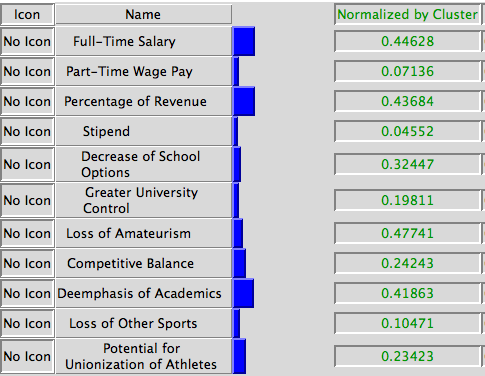 Icon Name Normalized by Cluster
No Icon Full-Time Salary 0.44628
No Icon Part-Time Wage Pay 0.07136
No Icon Percentage of Revenue 0.43684
No Icon Stipend 0.04552
No Icon Decrease of School
Options 0.32447
No Icon Greater University
Control 0.19811
No Icon Loss of Amateurism 0.47741
No Icon Competitive Balance 0.24243
No Icon Deemphasis of Academics 0.41863
No Icon Loss of Other Sports 0.10471
No Icon Potential for
Unionization of Athletes 0.23423